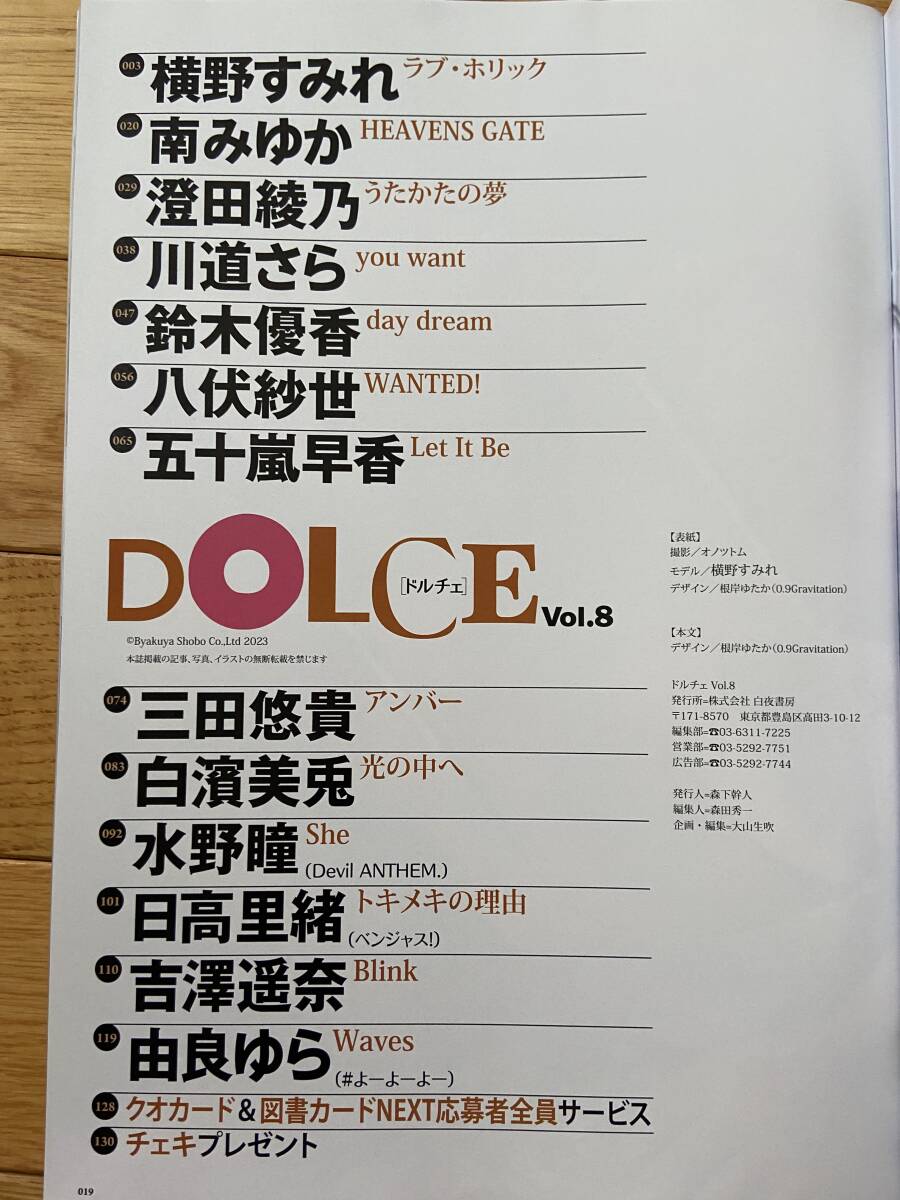 003 横野すみれ ラブ・ホリック
020 南みゆか HEAVENS GATE
029 澄田綾乃 うたかたの夢
038 川道さら you want
047 鈴木優香 day dream
056 八伏紗世 WANTED!
065 五十嵐早香 Let It Be
DOLCE [ドルチェ] Vol.8
©Byakuya Shobo Co.,Ltd 2023
本誌掲載の記事、写真、イラストの無断転載を禁じます
【表紙】
撮影／オノツトム
モデル／横野すみれ
デザイン／根岸ゆたか（0.9Gravitation）
【本文】
デザイン／根岸ゆたか（0.9Gravitation）
ドルチェ Vol.8
発行所=株式会社 白夜書房
〒171-8570 東京都豊島区高田3-10-12
編集部=☎03-6311-7225
営業部=☎03-5292-7751
広告部=☎03-5292-7744
発行人=森下幹人
編集人=森田秀一
企画・編集=大山生吹
074 三田悠貴 アンバー
083 白濱美兎 光の中へ
092 水野瞳 She
(Devil ANTHEM.)
101 日高里緒 トキメキの理由
(ベンジャス!)
110 吉澤遥奈 Blink
119 由良ゆら Waves
(#よーよーよー)
128 クオカード&図書カードNEXT応募者全員サービス
130 チェキプレゼント
019